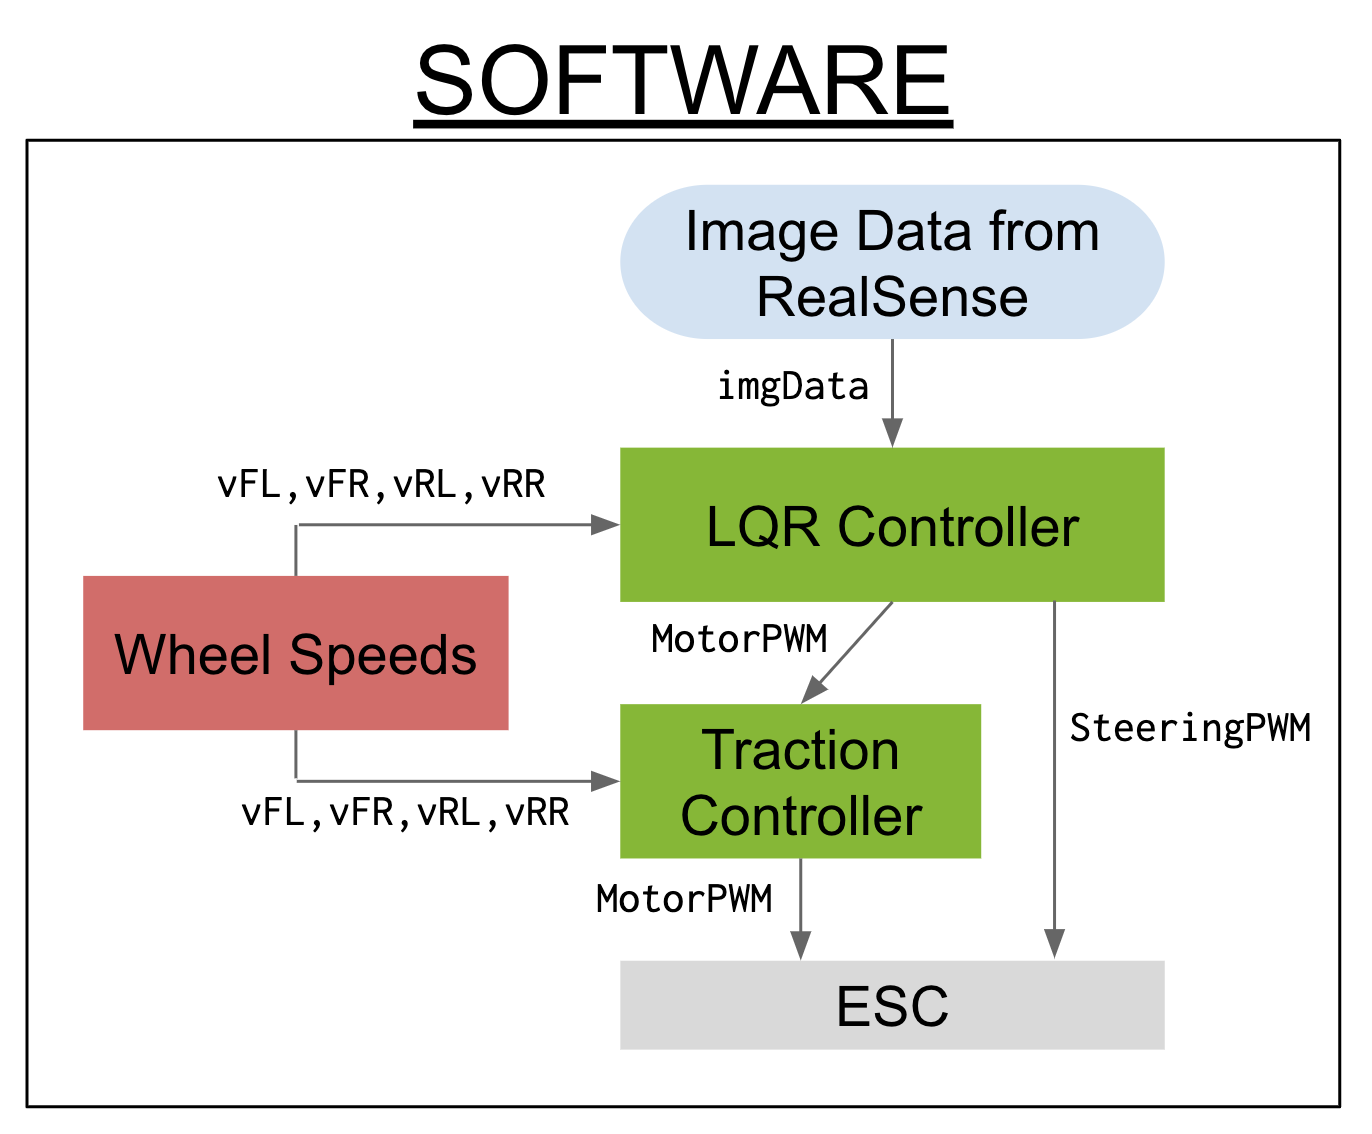 SOFTWARE
Image Data from
RealSense
imgData
vFL,vFR,vRL,vRR
LQR Controller
MotorPWM
Wheel Speeds
SteeringPWM
Traction
Controller
vFL,vFR,vRL,vRR
MotorPWM
ESC